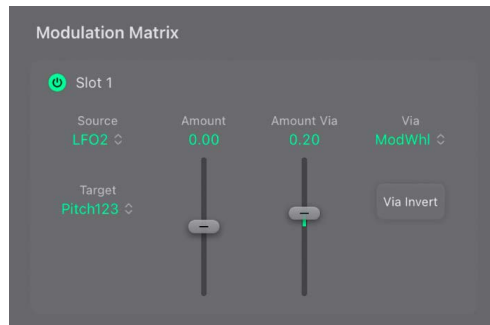 Modulation Matrix
Slot 1
Source Amount Amount Via Via
LFO2 0.00 0.20 ModWhl
Target
Pitch123
Via Invert